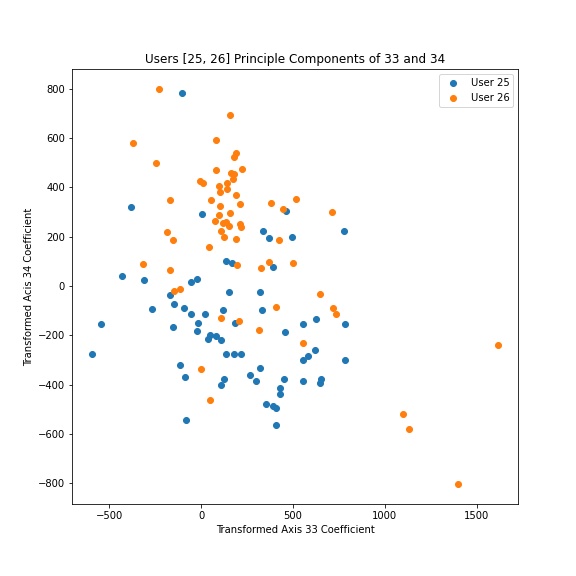 Users [25, 26] Principle Components of 33 and 34
User 25
User 26
800
600
400
200
0
−200
−400
−600
−800
Transformed Acis 34 Coefficient
−500
0
500
1000
1500
Transformed Axis 33 Coefficient